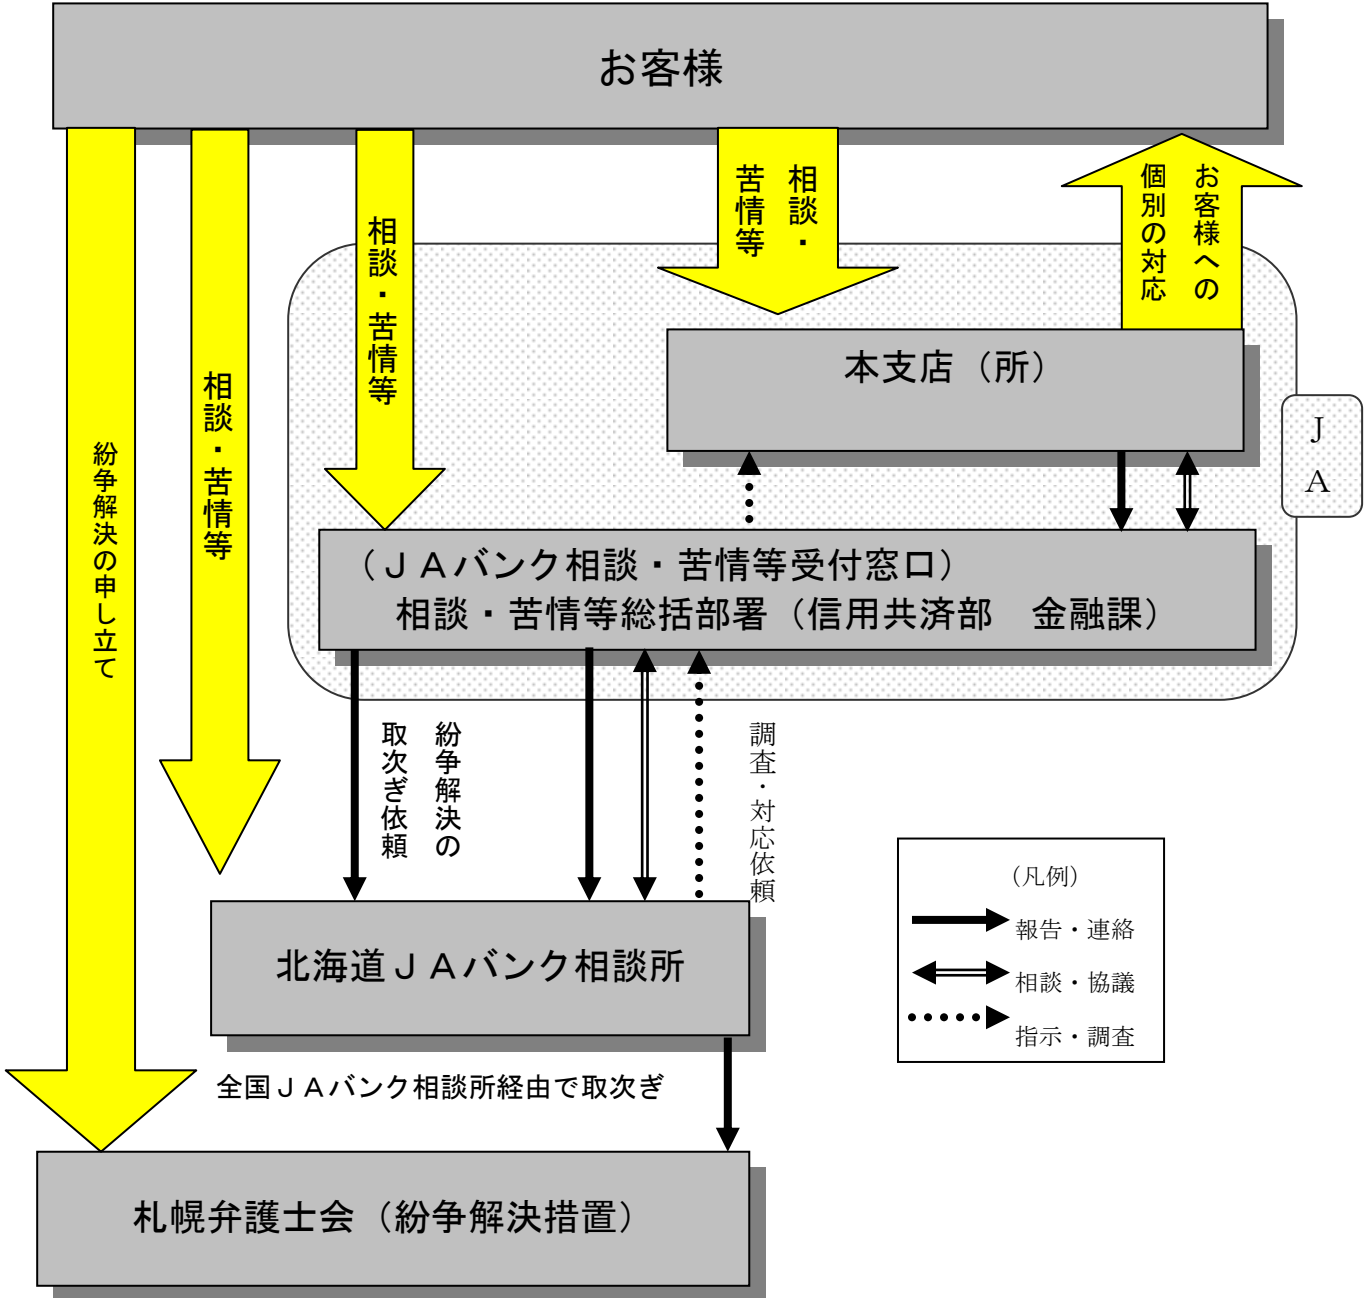 お客様
相談・
苦情等
お客様への
個別の対応
相談・苦情等
相談・苦情等
紛争解決の申し立て
本支店（所）
ＪＡ
（ＪＡバンク相談・苦情等受付窓口）
相談・苦情等総括部署（信用共済部　金融課）
紛争解決の
取次ぎ依頼
調査・対応依頼
（凡例）
報告・連絡
相談・協議
指示・調査
北海道ＪＡバンク相談所
全国ＪＡバンク相談所経由で取次ぎ
札幌弁護士会（紛争解決措置）